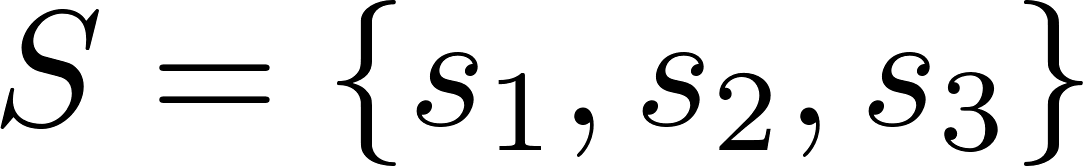 S = {s₁, s₂, s₃}